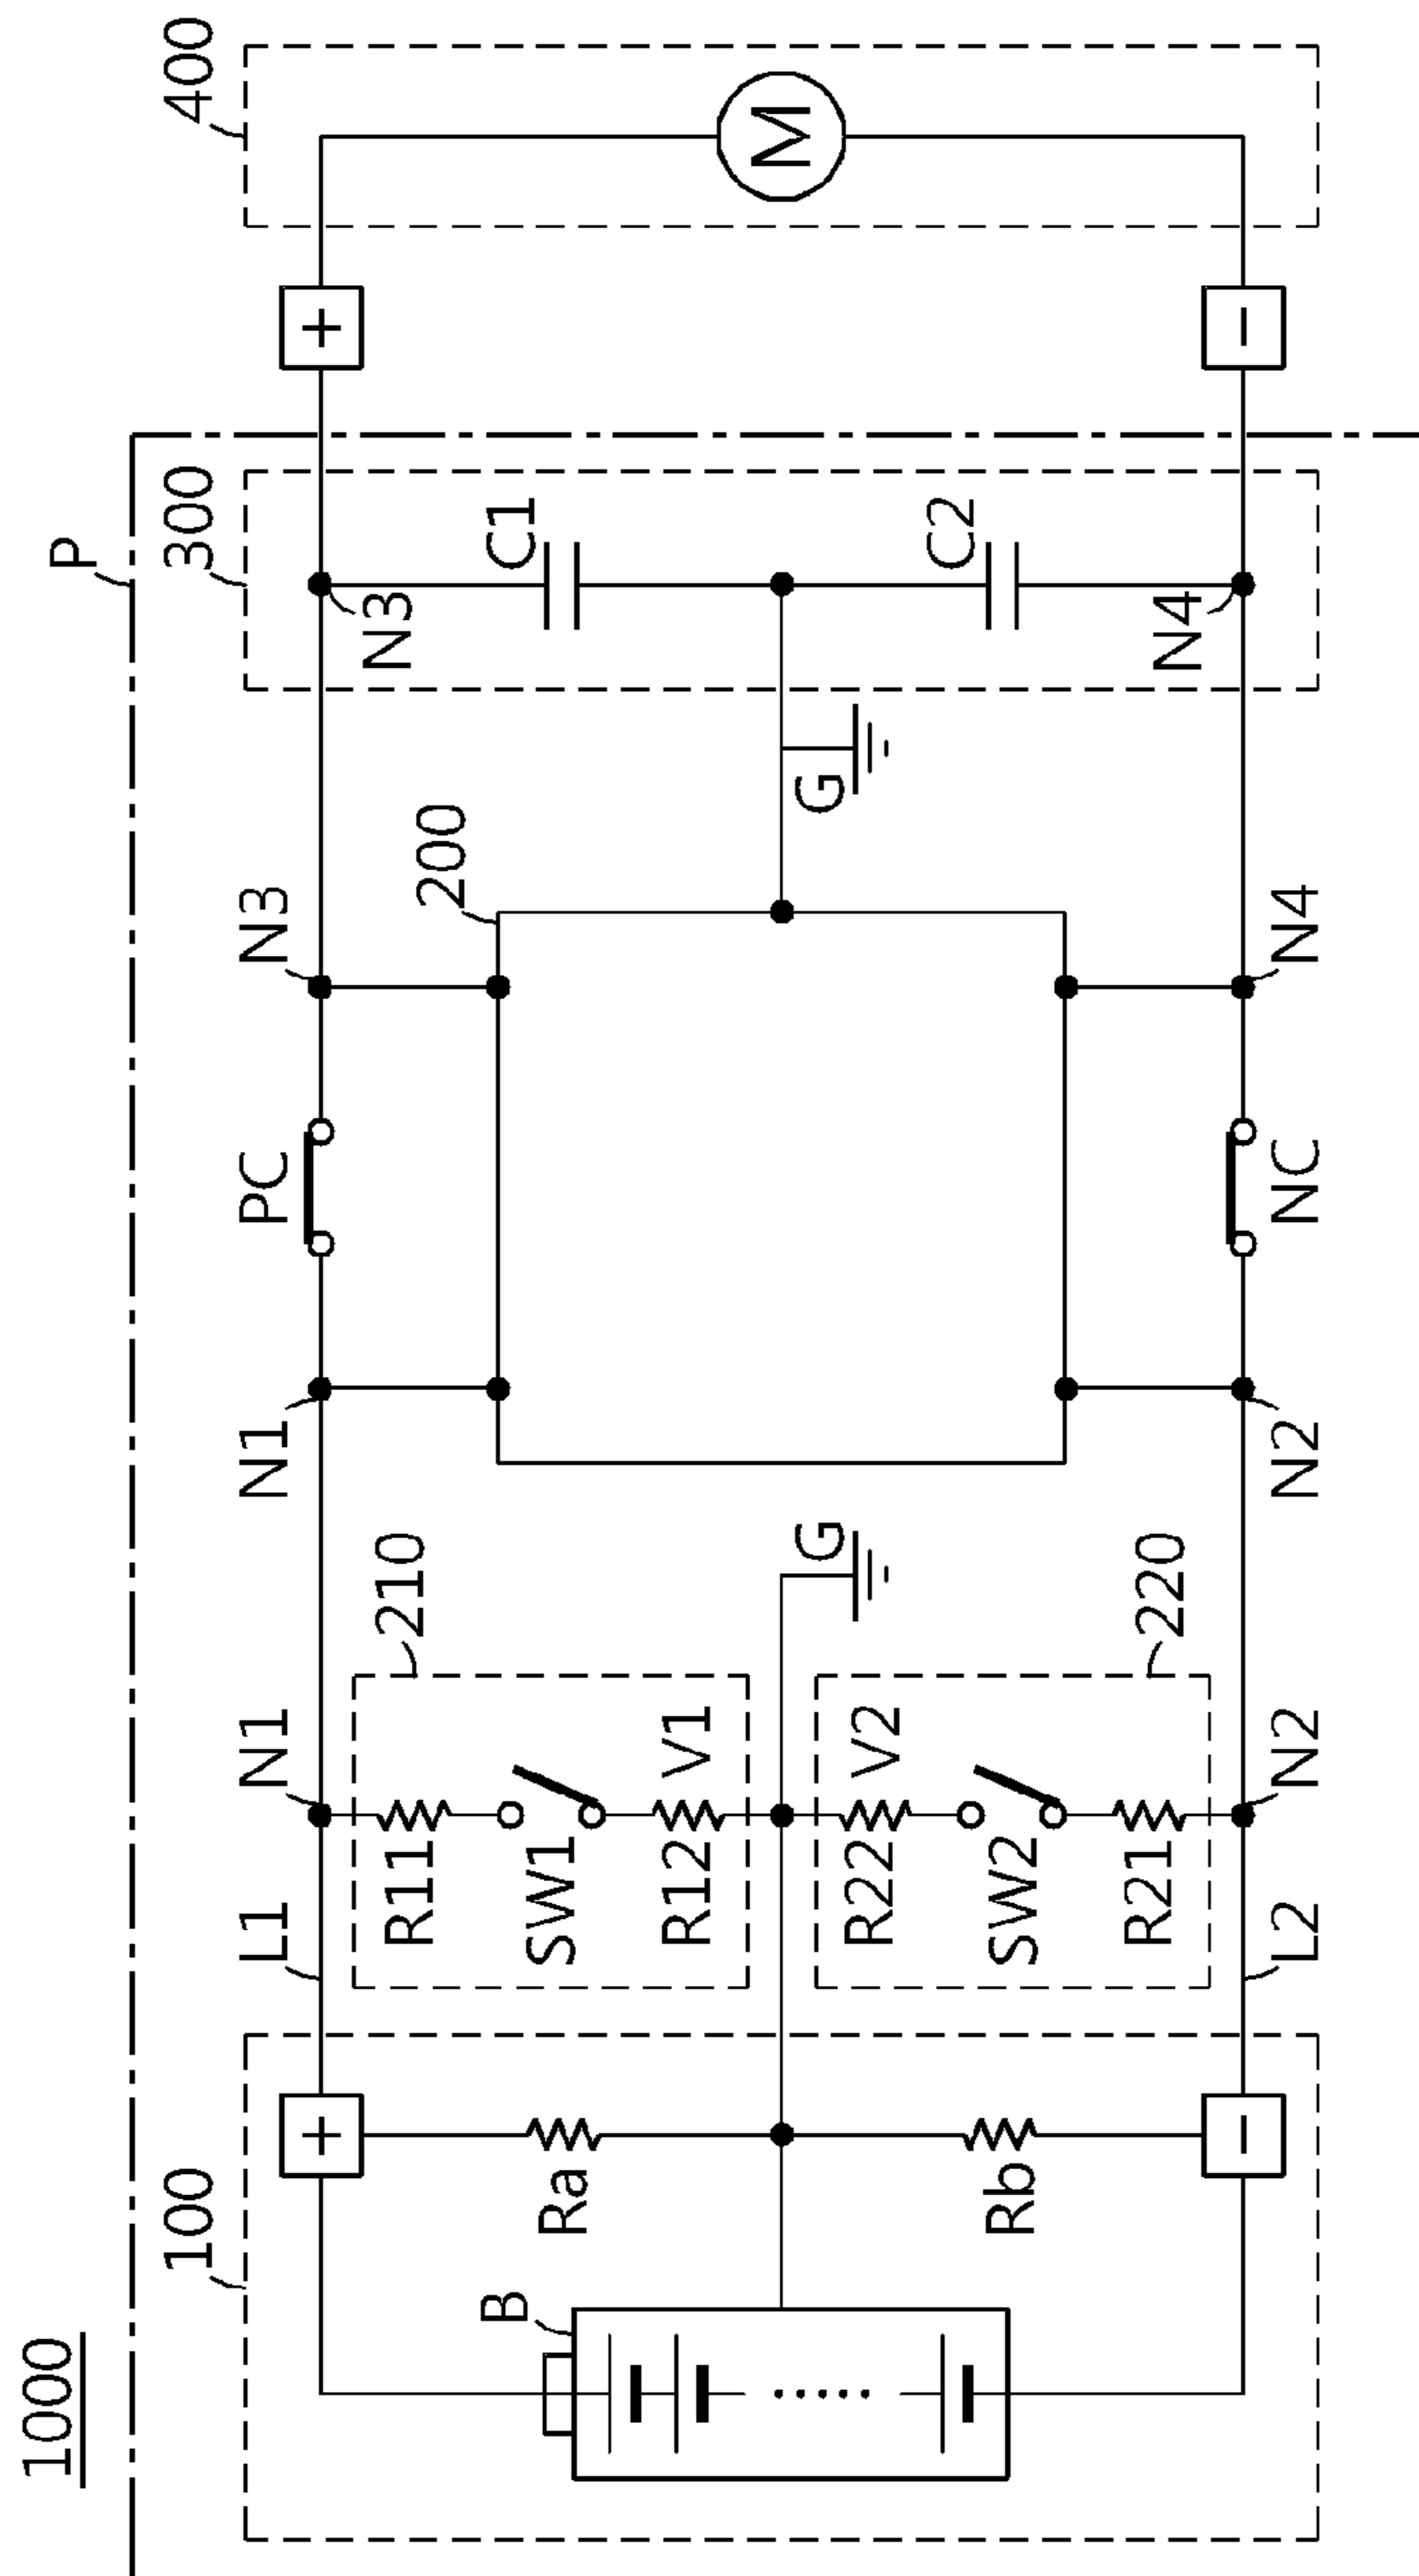 1000
P
100
300
400
L1
N1
N1
PC
N3
+
+
210
200
N3
C1
B
Ra
R11
SW1
R12
V1
G
G
M
Rb
R22
V2
SW2
R21
220
C2
N4
−
−
L2
N2
N2
NC
N4